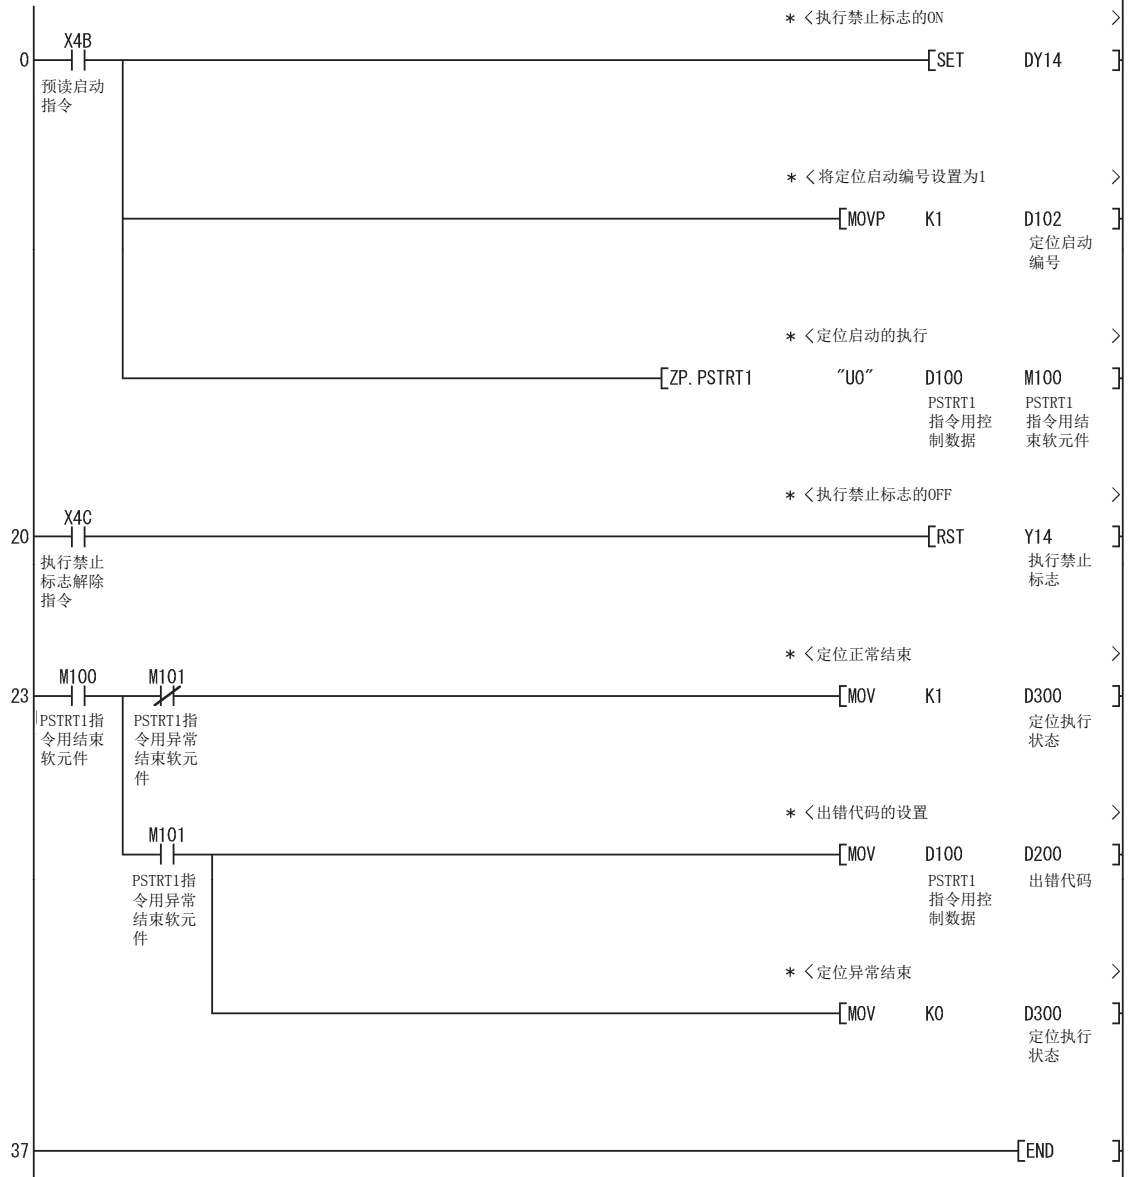 * <执行禁止标志的ON >
X4B
0 [SET DY14 ]
预读启动
指令
* <将定位启动编号设置为1 >
[MOVP K1 D102 ]
定位启动
编号
* <定位启动的执行 >
[ZP.PSTRT1 "U0" D100 M100 ]
PSTRT1
指令用控
制数据
PSTRT1
指令用结
束软元件
* <执行禁止标志的OFF >
X4C
20 [RST Y14 ]
执行禁止
标志解除
指令
执行禁止
标志
* <定位正常结束 >
M100 M101
23 [MOV K1 D300 ]
PSTRT1指
令用结束
软元件
PSTRT1指
令用异常
结束软元
件
定位执行
状态
* <出错代码的设置 >
M101
[MOV D100 D200 ]
PSTRT1指
令用异常
结束软元
件
PSTRT1
指令用控
制数据
出错代码
* <定位异常结束 >
[MOV K0 D300 ]
定位执行
状态
37 [END ]